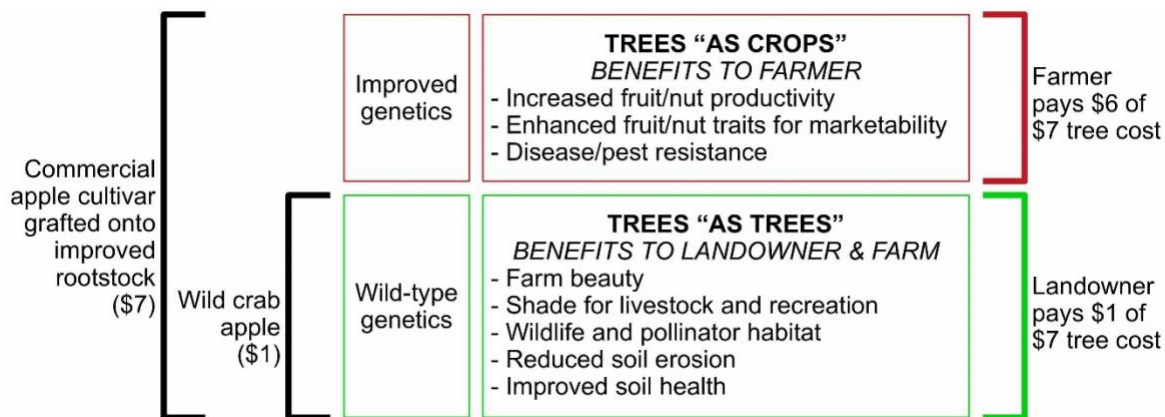 Commercial
apple cultivar
grafted onto
improved
rootstock
($7)
Wild crab
apple
($1)
Improved
genetics
TREES “AS CROPS”
BENEFITS TO FARMER
- Increased fruit/nut productivity
- Enhanced fruit/nut traits for marketability
- Disease/pest resistance
Farmer
pays $6 of
$7 tree cost
Wild-type
genetics
TREES “AS TREES”
BENEFITS TO LANDOWNER & FARM
- Farm beauty
- Shade for livestock and recreation
- Wildlife and pollinator habitat
- Reduced soil erosion
- Improved soil health
Landowner
pays $1 of
$7 tree cost